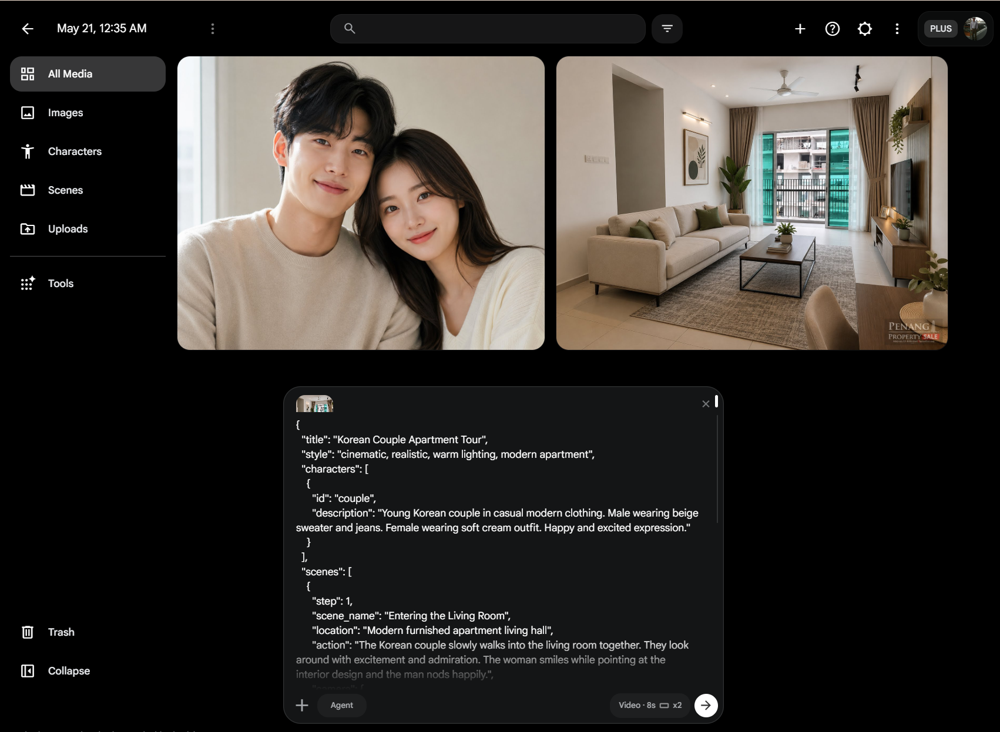 May 21, 12:35 AM
PLUS
All Media
Images
Characters
Scenes
Uploads
Tools
Trash
Collapse
PENANG
PROPERTY SALE
{
"title": "Korean Couple Apartment Tour",
"style": "cinematic, realistic, warm lighting, modern apartment",
"characters": [
{
"id": "couple",
"description": "Young Korean couple in casual modern clothing. Male wearing beige
sweater and jeans. Female wearing soft cream outfit. Happy and excited expression."
}
],
"scenes": [
{
"step": 1,
"scene_name": "Entering the Living Room",
"location": "Modern furnished apartment living hall",
"action": "The Korean couple slowly walks into the living room together. They look
around with excitement and admiration. The woman smiles while pointing at the
interior design and the man nods happily.",
"camera": [
Agent
Video · 8s x2